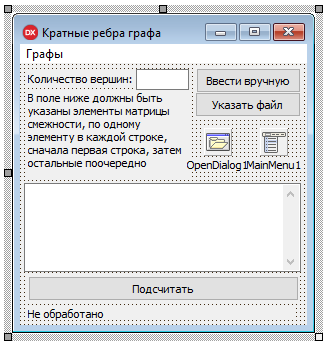 DX Кратные ребра графа
Графы
Количество вершин:
Ввести вручную
В поле ниже должны быть
указаны элементы матрицы
смежности, по одному
элементу в каждой строке,
сначала первая строка, затем
остальные поочередно
Указать файл
OpenDialog1 MainMenu1
Подсчитать
Не обработано